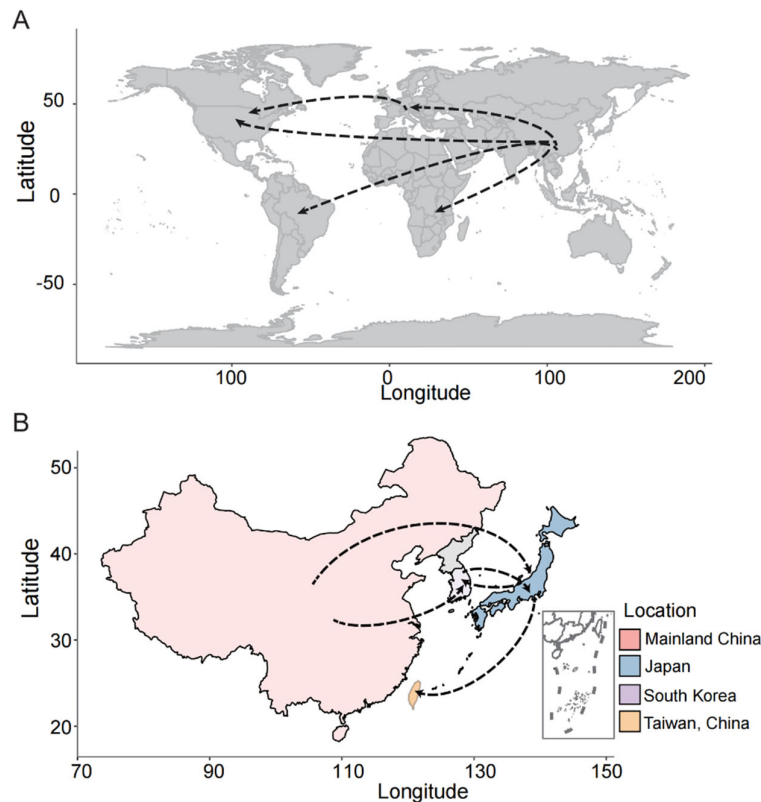 A
Latitude
50
0
-50
100
0
100
200
Longitude
B
Latitude
50
40
30
20
70
90
110
130
150
Longitude
Location
Mainland China
Japan
South Korea
Taiwan, China